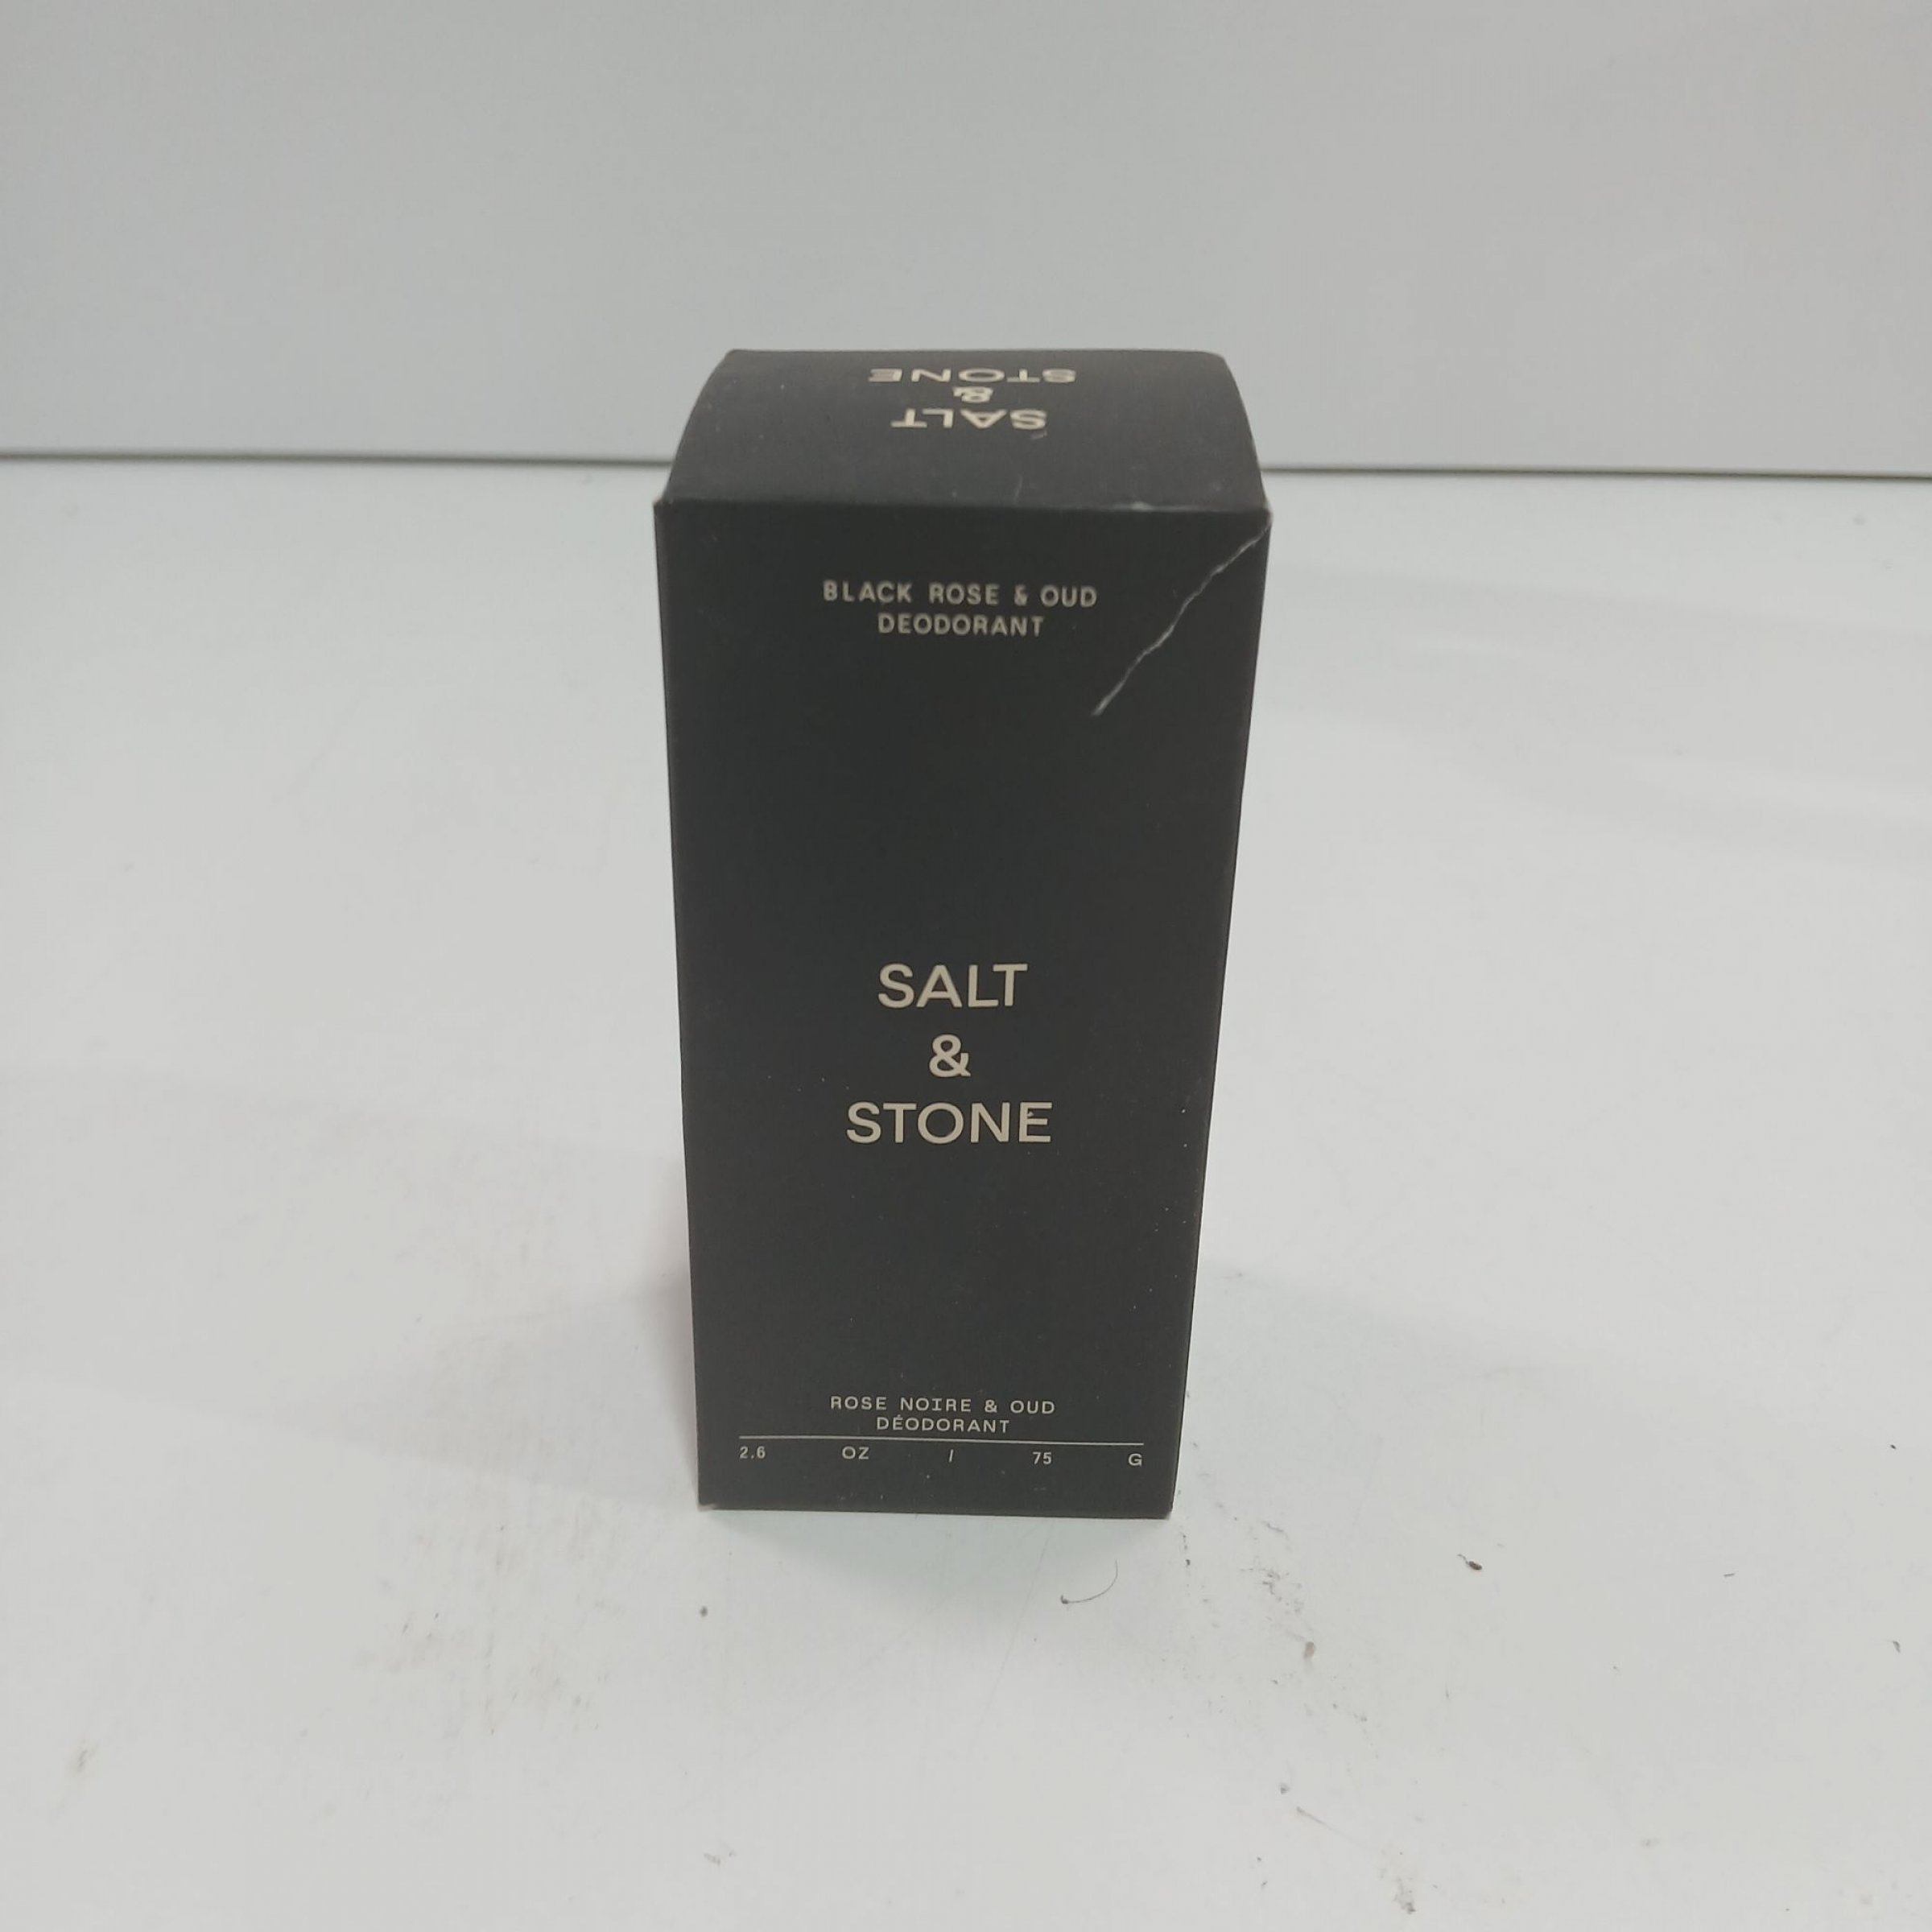 SALT
&
STONE
BLACK ROSE & OUD
DEODORANT
SALT
&
STONE
ROSE NOIRE & OUD
DÉODORANT
2.6 OZ / 75 G